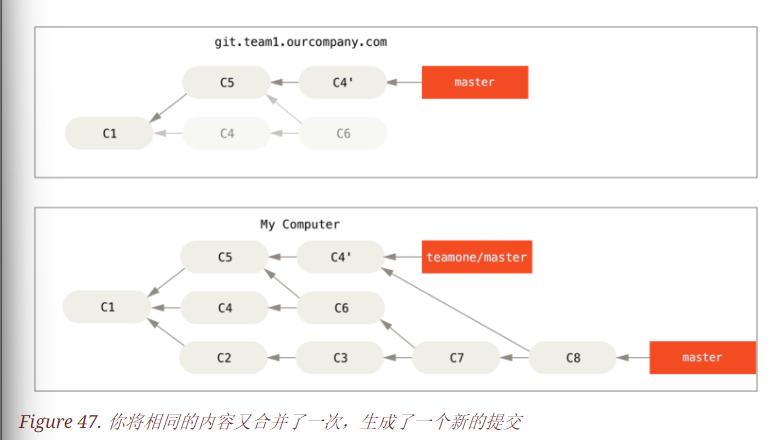 git.team1.ourcompany.com
C5 C4' master
C1
C4 C6
My Computer
C5 C4' teamone/master
C1 C4 C6
C2 C3 C7 C8 master
Figure 47. 你将相同的内容又合并了一次，生成了一个新的提交